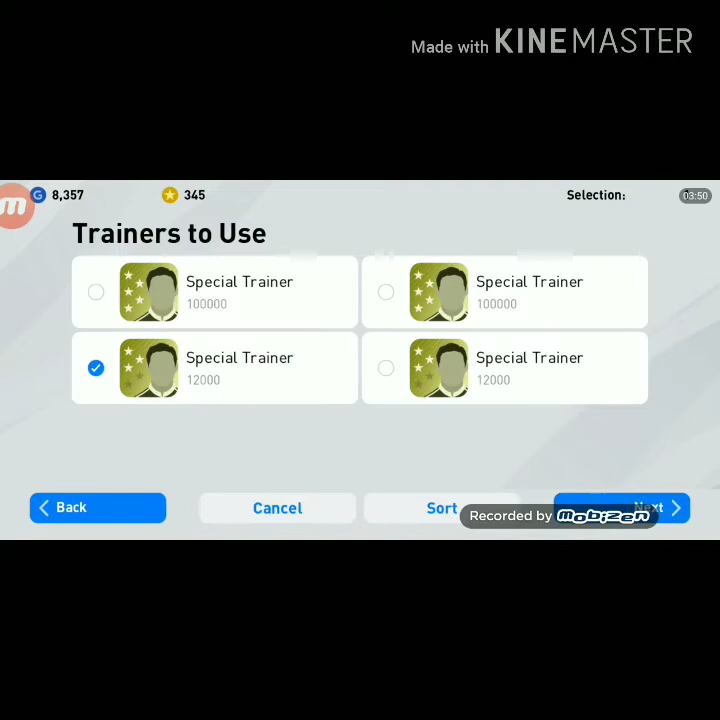 Made with KINEMASTER
G 8,357 345 Selection: 03:50
m
Trainers to Use
Special Trainer
100000
Special Trainer
100000
Special Trainer
12000
Special Trainer
12000
Back
Cancel
Sort
Next
Recorded by mobizen